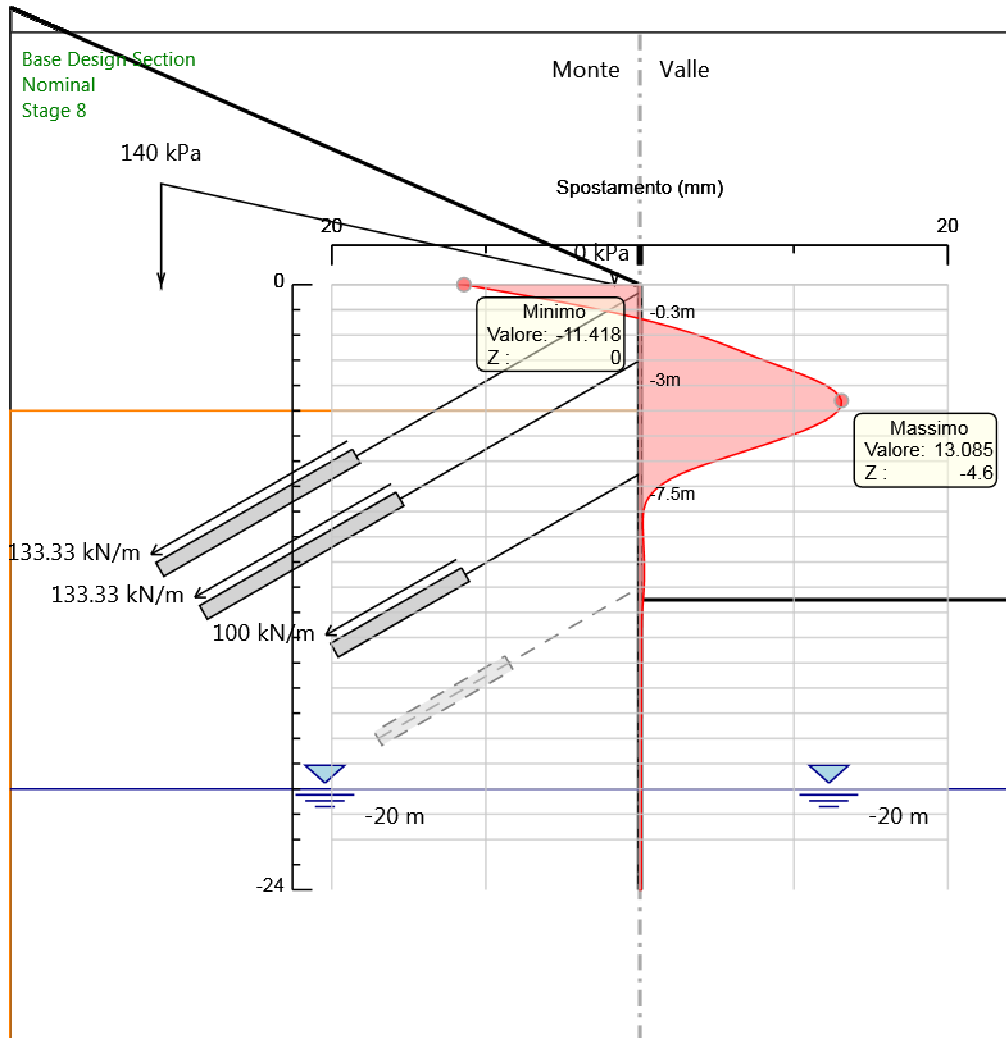 Base Design Section
Nominal
Stage 8
Monte
Valle
140 kPa
Spostamento (mm)
20
20
0 kPa
0
-0.3m
Minimo
Valore: -11.418
Z : 0
-3m
Massimo
Valore: 13.085
Z : -4.6
-7.5m
133.33 kN/m
133.33 kN/m
100 kN/m
-20 m
-20 m
-24